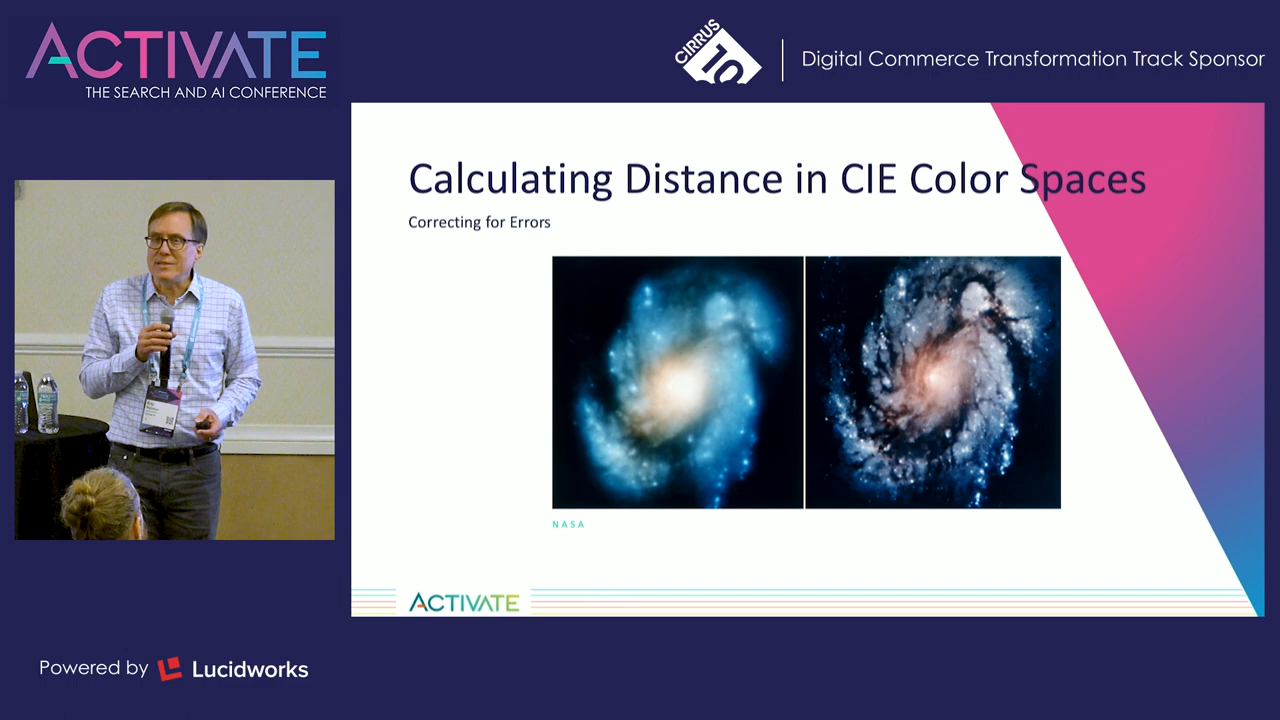 ACTIVATE
THE SEARCH AND AI CONFERENCE
CIRRUS
10
Digital Commerce Transformation Track Sponsor
Calculating Distance in CIE Color Spaces
Correcting for Errors
NASA
ACTIVATE
Powered by Lucidworks